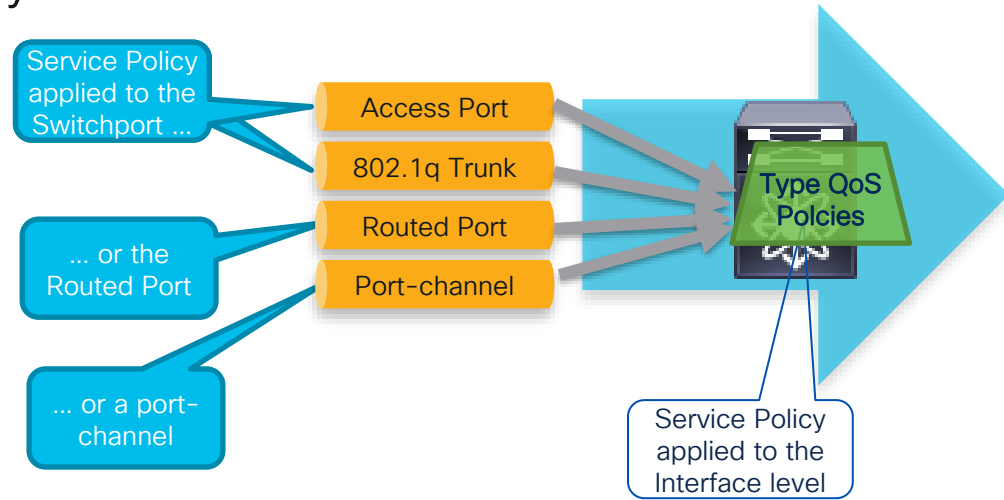 Service Policy
applied to the
Switchport ...
Access Port
802.1q Trunk
Routed Port
Port-channel
... or the
Routed Port
... or a port-
channel
Type QoS
Polcies
Service Policy
applied to the
Interface level